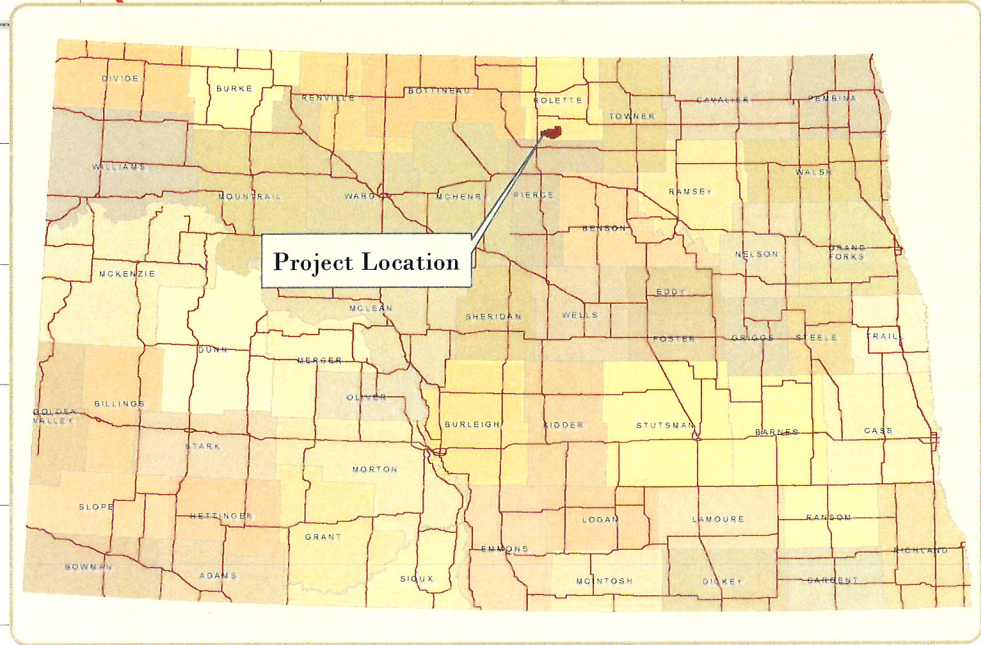 DIVIDE
BURKE
RENVILLE
BOTTINEAU
ROLETTE
TOWNER
CAVALIER
PEMBINA
WILLIAMS
MOUNTRAIL
WARD
MCHENRY
PIERCE
RAMSEY
WALSH
BENSON
NELSON
GRAND
FORKS
Project Location
MCKENZIE
MCLEAN
SHERIDAN
WELLS
EDDY
FOSTER
GRIGGS
STEELE
TRAILL
DUNN
MERCER
OLIVER
BILLINGS
GOLDEN
VALLEY
STARK
BURLEIGH
KIDDER
STUTSMAN
BARNES
CASS
MORTON
SLOPE
HETTINGER
GRANT
LOGAN
LAMOURE
RANSOM
EMMONS
RICHLAND
BOWMAN
ADAMS
SIOUX
MCINTOSH
DICKEY
SARGENT